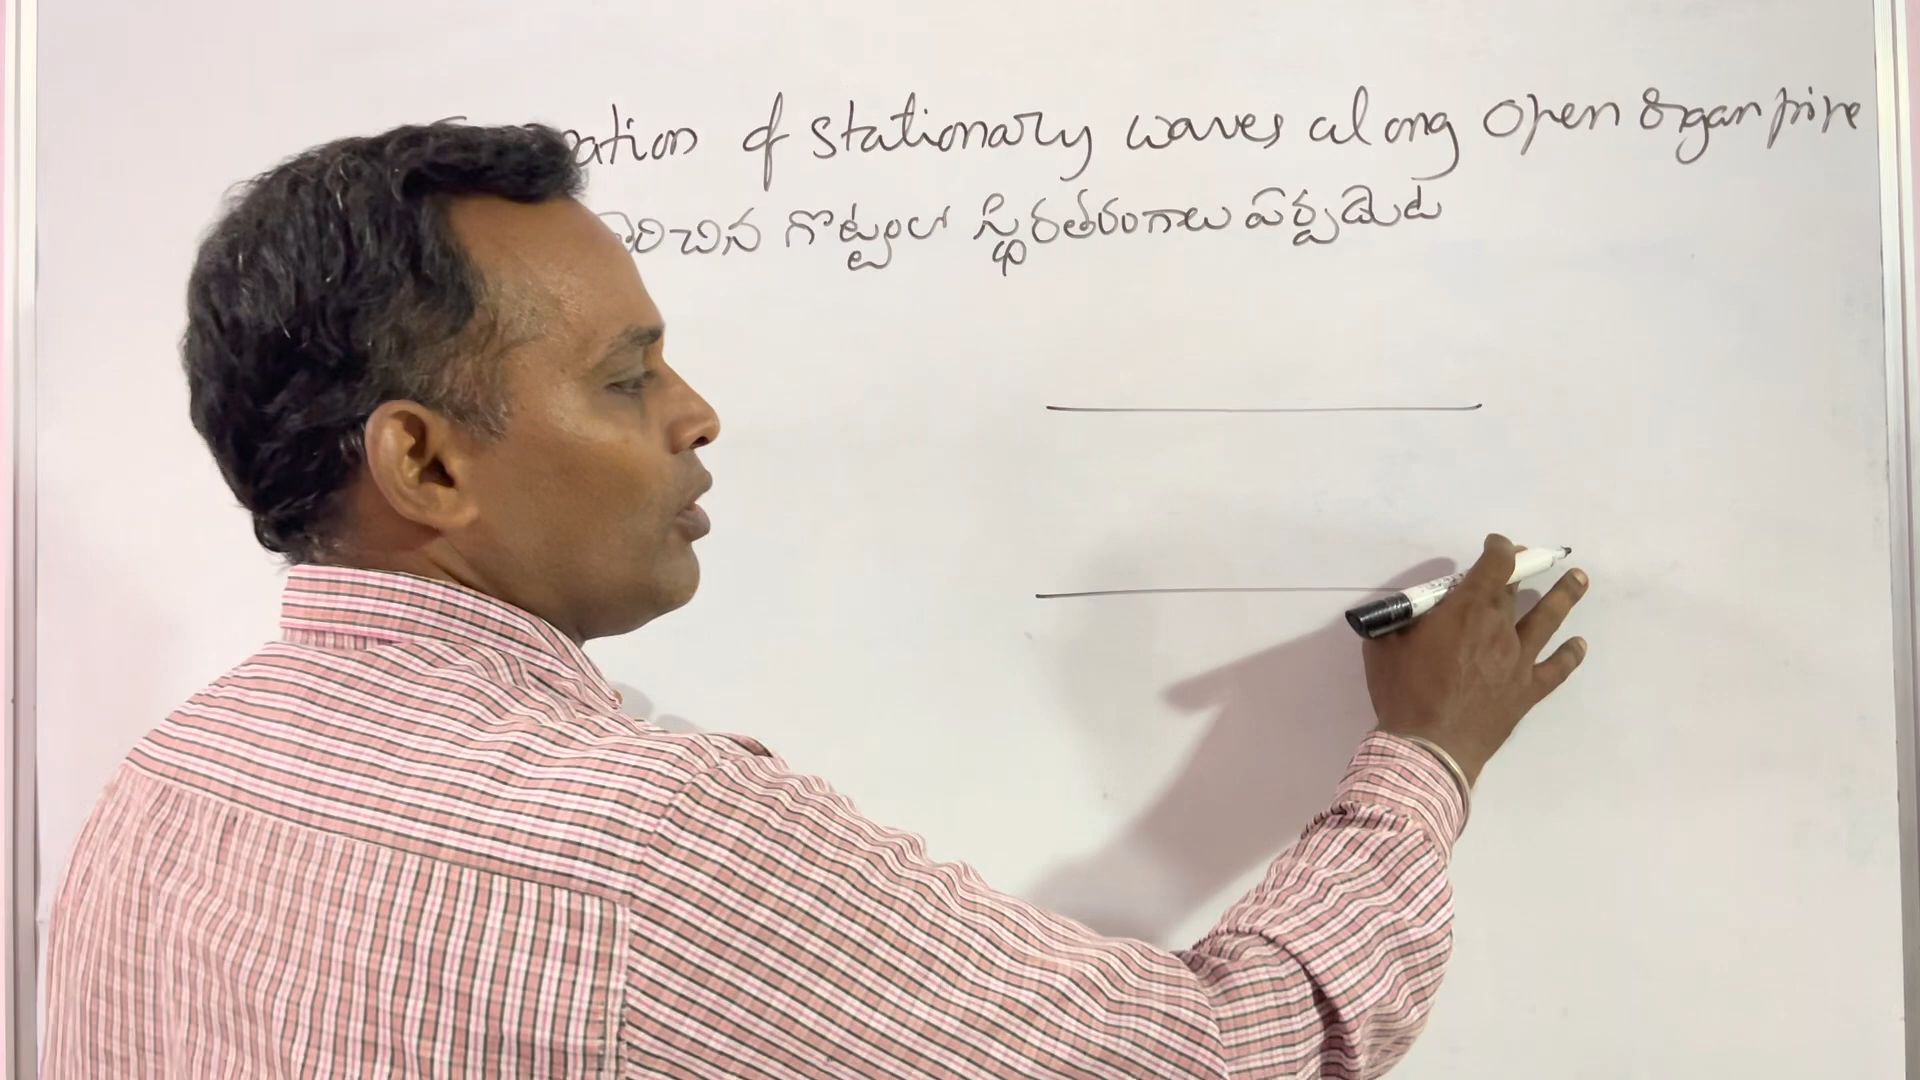 ation of stationary waves along open organ pipe
చిన గొట్టంలో స్థిరతరంగాలు ఏర్పడుట